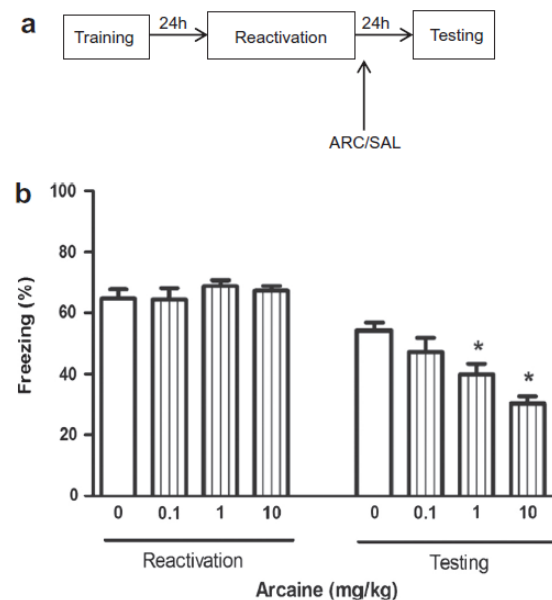 a
24h 24h
Training Reactivation Testing
ARC/SAL
b
100
80
60
40
20
0
Freezing (%)
* *
0 0.1 1 10 0 0.1 1 10
Reactivation Testing
Arcaine (mg/kg)